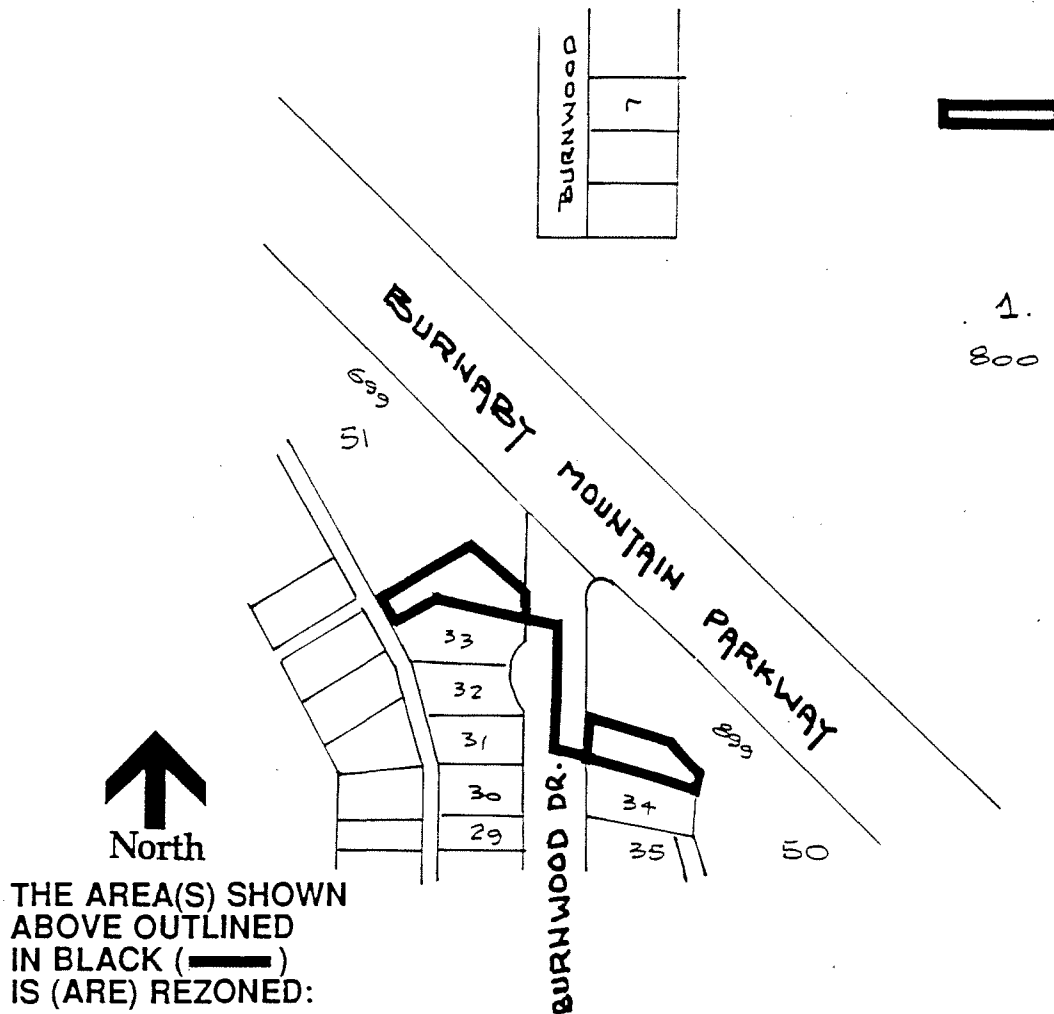 BURNWOOD
7
1.
800
BURNABY MOUNTAIN PARKWAY
699
51
33
32
31
30
29
899
34
35
50
BURNWOOD DR.
North
THE AREA(S) SHOWN
ABOVE OUTLINED
IN BLACK ( )
IS (ARE) REZONED: